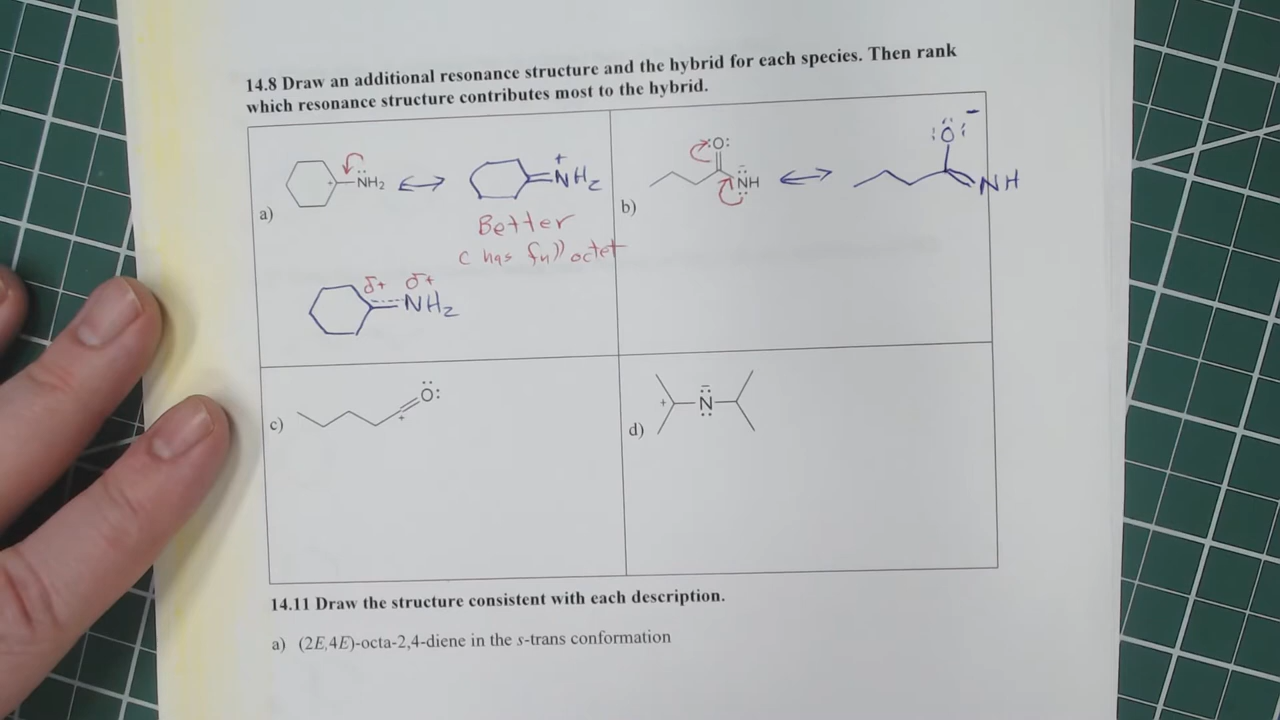 14.8 Draw an additional resonance structure and the hybrid for each species. Then rank
which resonance structure contributes most to the hybrid.
a)
+
NH2
+
NH2
Better
C has full octet
δ+ δ+
NH2
b)
:O:
NH
:O:
−
NH
c)
+
O:
d)
+
N
14.11 Draw the structure consistent with each description.
a) (2E,4E)-octa-2,4-diene in the s-trans conformation